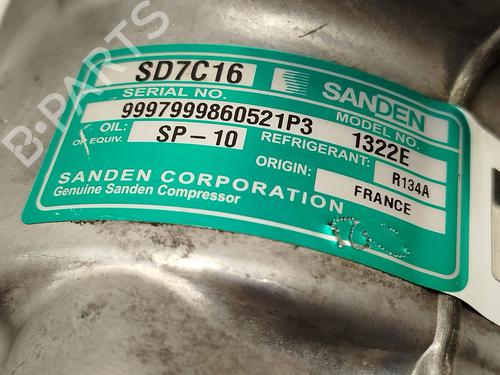 SD7C16
SANDEN
SERIAL NO.
MODEL NO.
9997999860521P3
1322E
OIL:
OR EQUIV.
SP-10
REFRIGERANT:
R134A
ORIGIN:
FRANCE
SANDEN CORPORATION
Genuine Sanden Compressor
B-PARTS